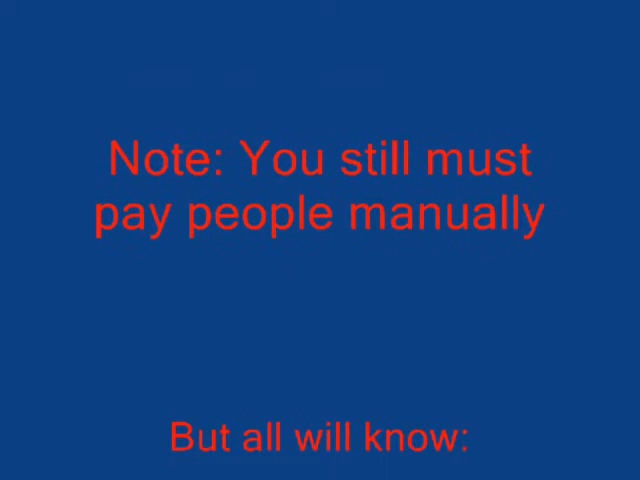 Note: You still must
pay people manually
But all will know: